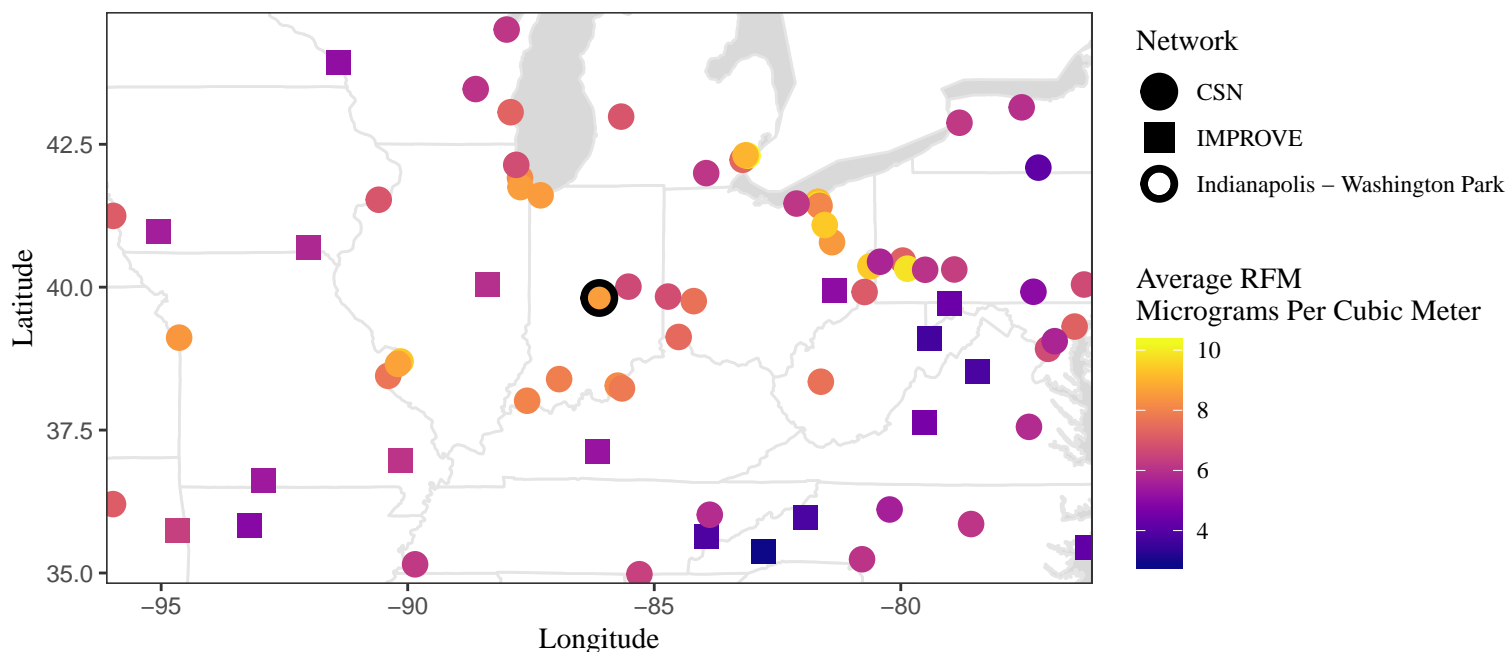 42.5
40.0
37.5
35.0
Latitude
−95
−90
−85
−80
Longitude
Network
CSN
IMPROVE
Indianapolis − Washington Park
Average RFM
Micrograms Per Cubic Meter
10
8
6
4